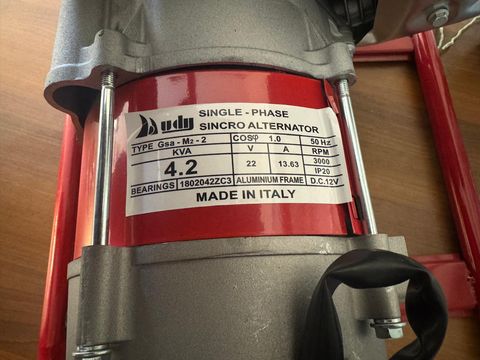 Mudy
SINGLE - PHASE
SINCRO ALTERNATOR
TYPE Gsa - M2 - 2 COSφ 1.0 50 Hz
KVA V A RPM
4.2 22 13.63 3000
IP20
BEARINGS 1802042ZC3 ALUMINIUM FRAME D.C.12V
MADE IN ITALY